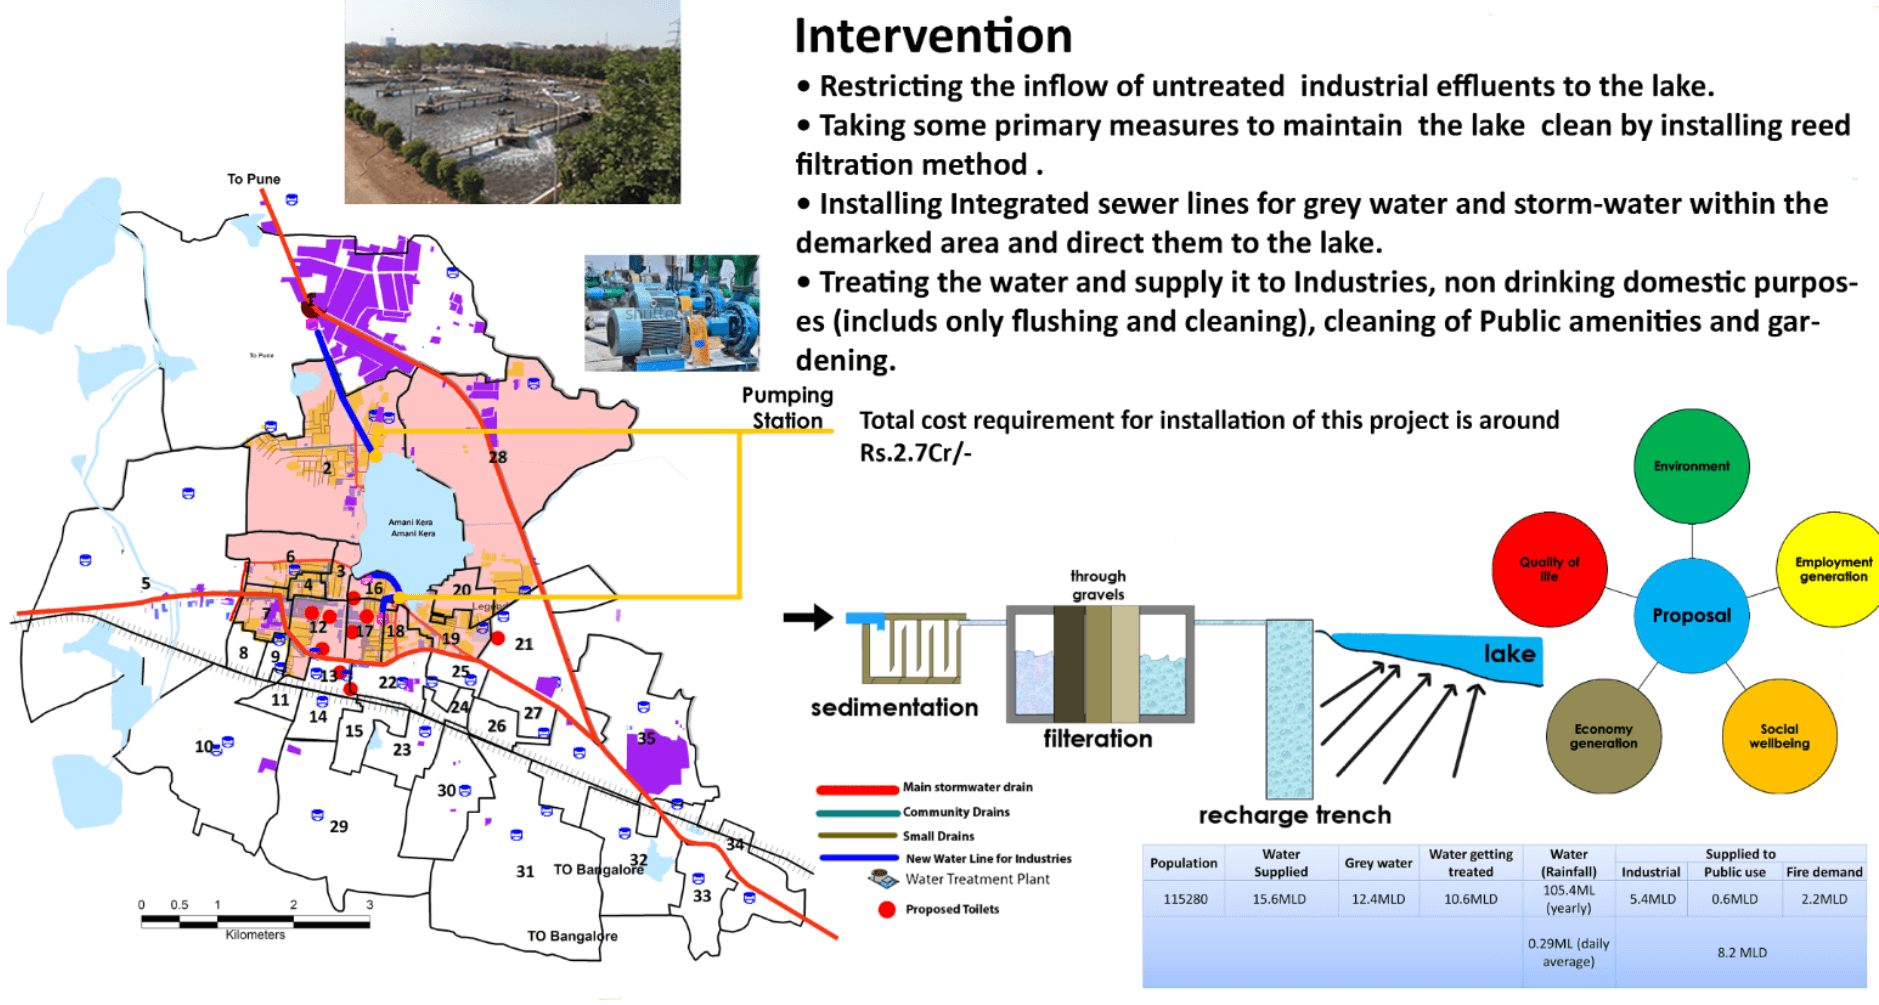 Intervention
• Restricting the inflow of untreated industrial effluents to the lake.
• Taking some primary measures to maintain the lake clean by installing reed
filtration method .
• Installing Integrated sewer lines for grey water and storm-water within the
demarked area and direct them to the lake.
• Treating the water and supply it to Industries, non drinking domestic purpos-
es (includs only flushing and cleaning), cleaning of Public amenities and gar-
dening.
Total cost requirement for installation of this project is around
Rs.2.7Cr/-
To Pune
1
To Pune
shutter
Pumping
Station
2
28
Amani Kera
Amani Kera
6
3
4
5
16
20
7
12
17
18
19
21
8
9
13
22
25
11
14
24
15
23
26
27
10
35
30
29
34
31
TO Bangalore
32
33
TO Bangalore
0 0.5 1 2 3
Kilometers
Main stormwater drain
Community Drains
Small Drains
New Water Line for Industries
Water Treatment Plant
Proposed Toilets
sedimentation
through
gravels
filteration
recharge trench
lake
Environment
Quality of
life
Employment
generation
Proposal
Economy
generation
Social
wellbeing
Population Water Supplied Grey water Water getting treated Water (Rainfall) Supplied to
Industrial Public use Fire demand
115280 15.6MLD 12.4MLD 10.6MLD 105.4ML (yearly) 5.4MLD 0.6MLD 2.2MLD
0.29ML (daily average) 8.2 MLD